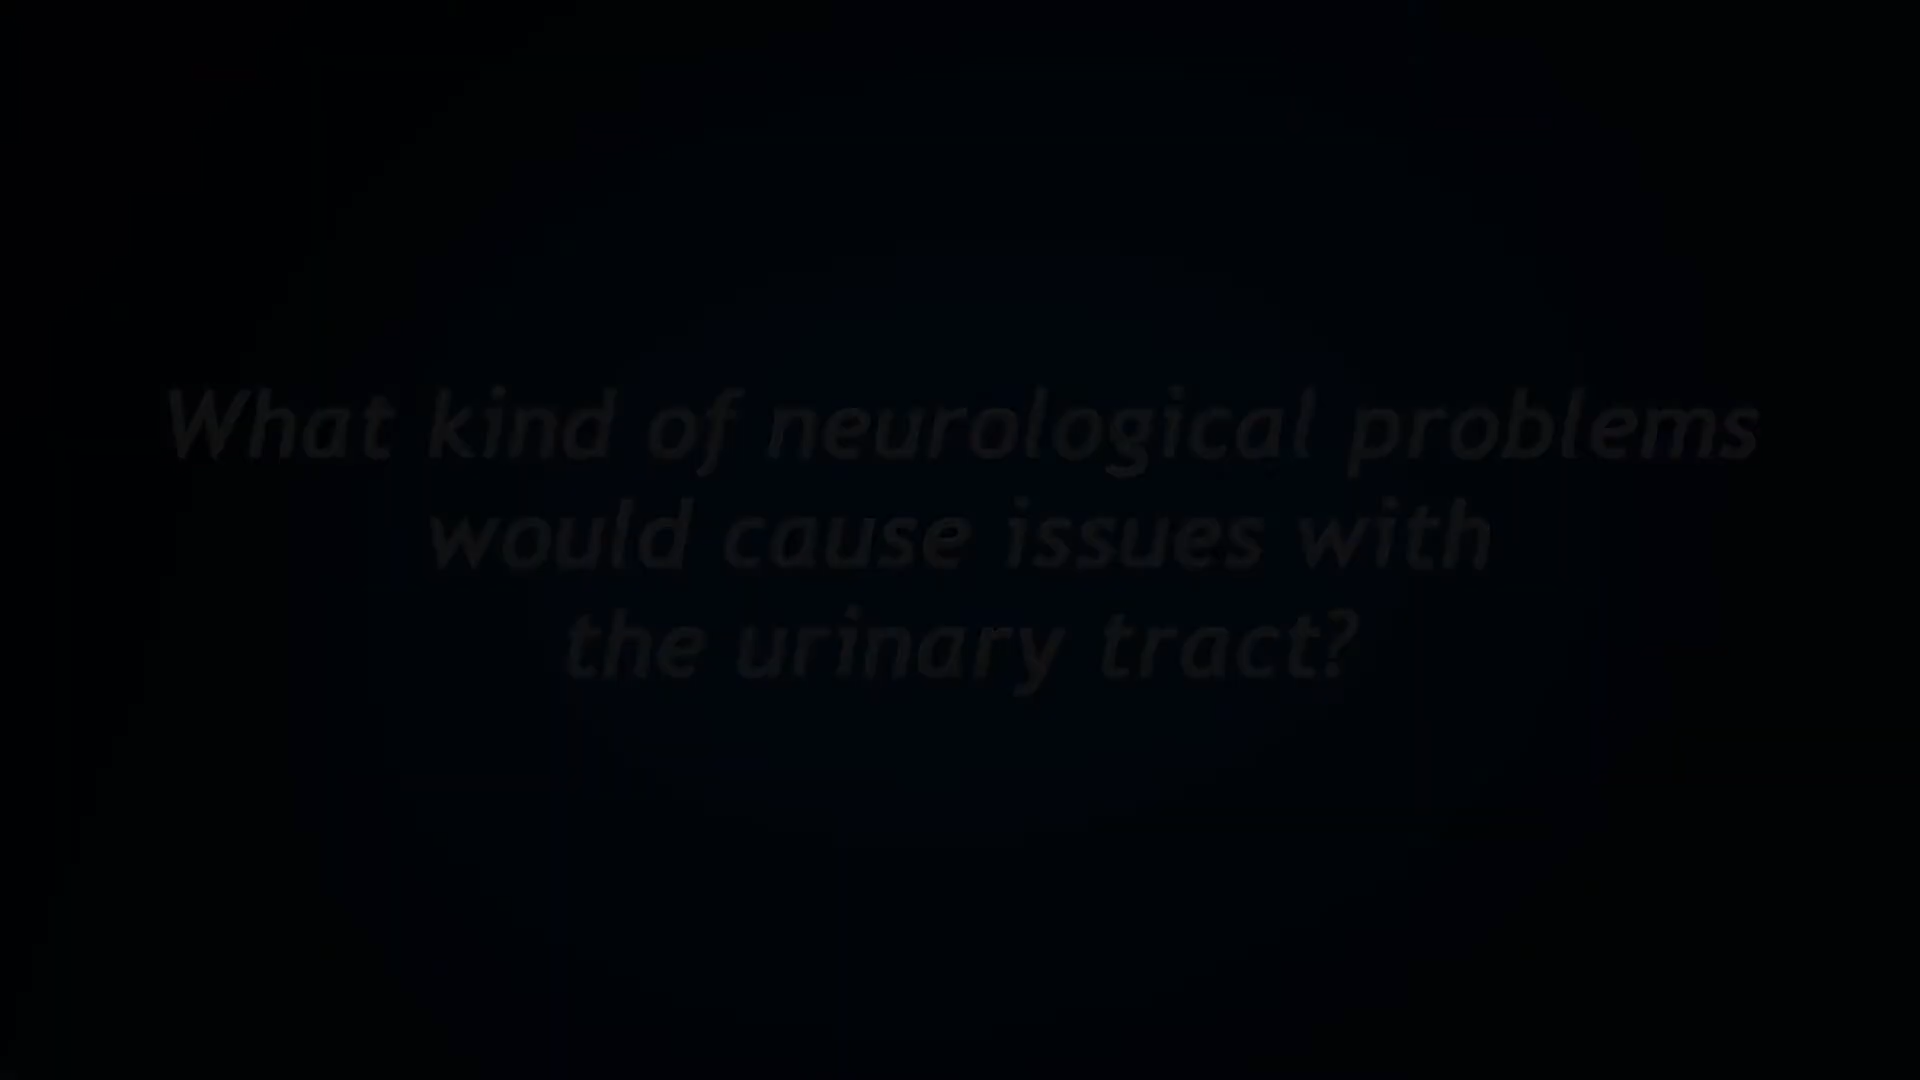 What kind of neurological problems
would cause issues with
the urinary tract?